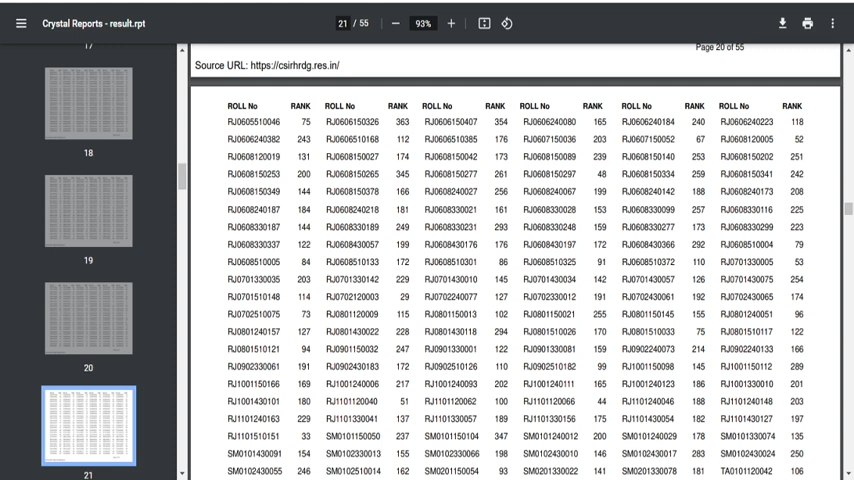 Crystal Reports - result.rpt
21 / 55
93%
17
18
19
20
21
Page 20 of 55
Source URL: https://csirhrdg.res.in/
ROLL No RANK ROLL No RANK ROLL No RANK ROLL No RANK ROLL No RANK ROLL No RANK
RJ0605510046 75 RJ0606150326 363 RJ0606150407 354 RJ0606240080 165 RJ0606240184 240 RJ0606240223 118
RJ0606240382 243 RJ0606510168 112 RJ0606510385 176 RJ0607150036 203 RJ0607150052 67 RJ0608120005 52
RJ0608120019 131 RJ0608150027 174 RJ0608150042 173 RJ0608150089 239 RJ0608150140 253 RJ0608150202 251
RJ0608150253 200 RJ0608150265 345 RJ0608150277 261 RJ0608150297 48 RJ0608150334 259 RJ0608150341 242
RJ0608150349 144 RJ0608150378 166 RJ0608240027 256 RJ0608240067 199 RJ0608240142 188 RJ0608240173 208
RJ0608240187 184 RJ0608240218 181 RJ0608330021 161 RJ0608330028 153 RJ0608330099 257 RJ0608330116 225
RJ0608330187 144 RJ0608330189 249 RJ0608330231 293 RJ0608330248 159 RJ0608330277 173 RJ0608330299 223
RJ0608330337 122 RJ0608430057 199 RJ0608430176 176 RJ0608430197 172 RJ0608430366 292 RJ0608510004 79
RJ0608510005 84 RJ0608510133 172 RJ0608510301 86 RJ0608510325 91 RJ0608510372 110 RJ0701330005 53
RJ0701330035 203 RJ0701330142 229 RJ0701430010 145 RJ0701430034 142 RJ0701430057 126 RJ0701430075 254
RJ0701510148 114 RJ0702120003 29 RJ0702240077 127 RJ0702330012 191 RJ0702430061 192 RJ0702430065 174
RJ0702510075 73 RJ0801120009 115 RJ0801150013 102 RJ0801150021 255 RJ0801150145 155 RJ0801240051 96
RJ0801240157 127 RJ0801430022 228 RJ0801430118 294 RJ0801510026 170 RJ0801510033 75 RJ0801510117 122
RJ0801510121 94 RJ0901150032 247 RJ0901330001 122 RJ0901330081 159 RJ0902240073 214 RJ0902240133 166
RJ0902330061 191 RJ0902430183 172 RJ0902510126 110 RJ0902510182 99 RJ1001150098 145 RJ1001150112 289
RJ1001150166 169 RJ1001240006 217 RJ1001240093 202 RJ1001240111 165 RJ1001240123 186 RJ1001330010 201
RJ1001430101 180 RJ1101120040 51 RJ1101120062 100 RJ1101120066 44 RJ1101240046 188 RJ1101240148 203
RJ1101240163 229 RJ1101330041 137 RJ1101330057 189 RJ1101330156 175 RJ1101430054 182 RJ1101430127 197
RJ1101510151 33 SM0101150050 237 SM0101150104 347 SM0101240012 200 SM0101240029 178 SM0101330074 135
SM0101430091 154 SM0102330013 155 SM0102330066 198 SM0102430010 146 SM0102430017 283 SM0102430024 250
SM0102430055 246 SM0102510014 162 SM0201150054 93 SM0201330022 141 SM0201330078 181 TA0101120042 106